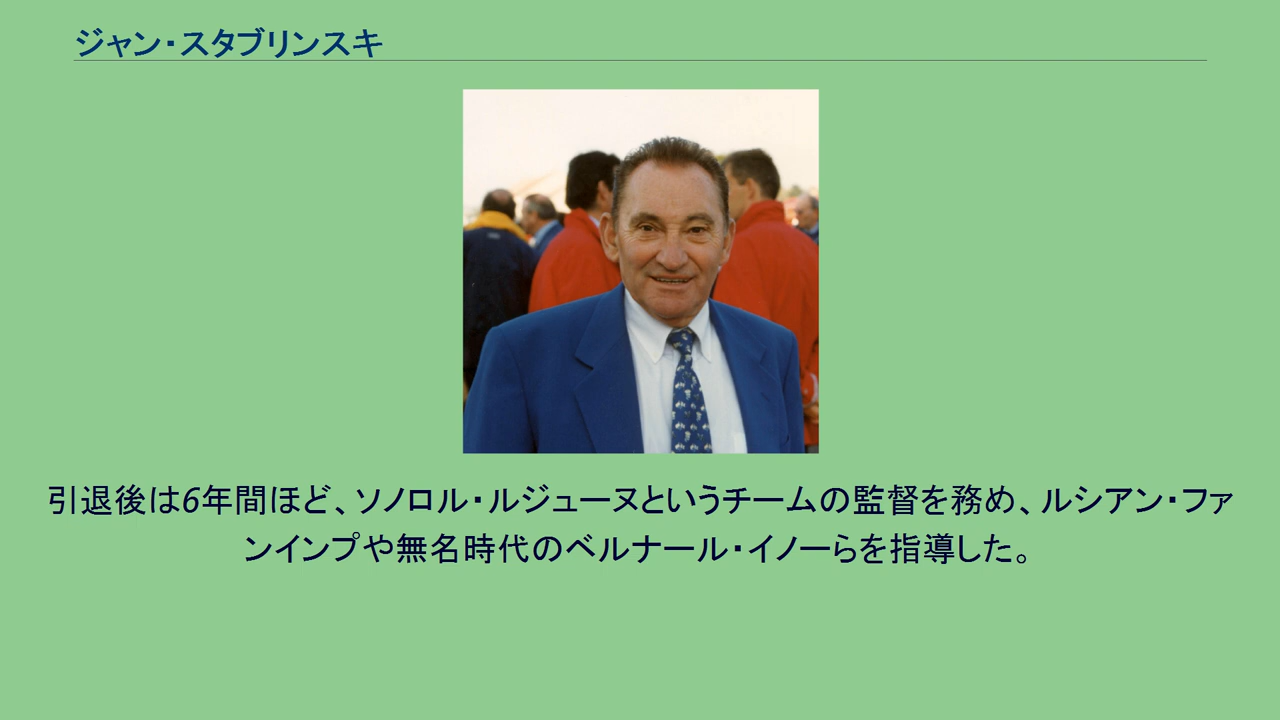 ジャン・スタブリンスキ
引退後は6年間ほど、ソノロル・ルジューヌというチームの監督を務め、ルシアン・ファ
ンインプや無名時代のベルナール・イノーらを指導した。